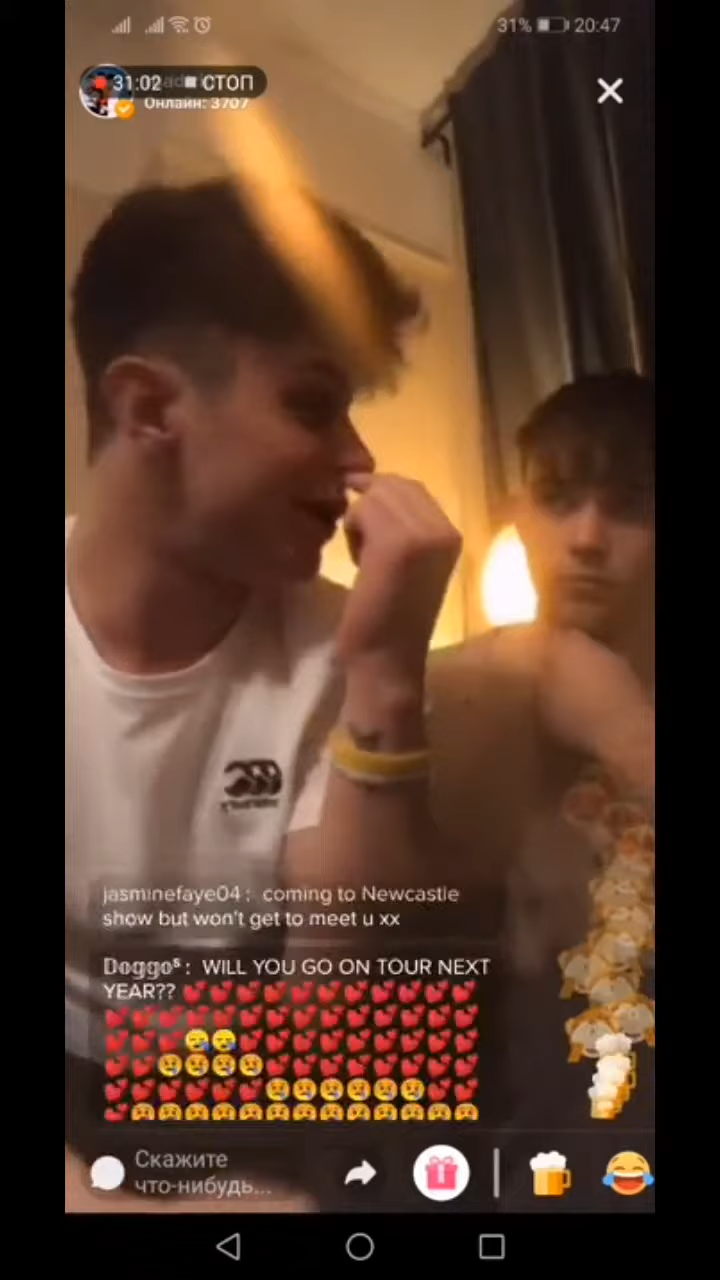 31% 20:47
31:02 СТОП
Онлайн: 3707
jasminefaye04 : coming to Newcastle
show but won't get to meet u xx
Doggoˢ : WILL YOU GO ON TOUR NEXT
YEAR?? 💕💕💕💕💕💕💕💕💕💕💕
💕💕💕💕💕💕💕💕💕💕💕💕💕💕
💕💕💕😪😪💕💕💕💕💕💕💕💕💕
💕💕😢😢😢😢💕💕💕💕💕💕💕💕
💕💕💕💕💕💕😢😢😢😢😢😢💕💕
Скажите
что-нибудь...